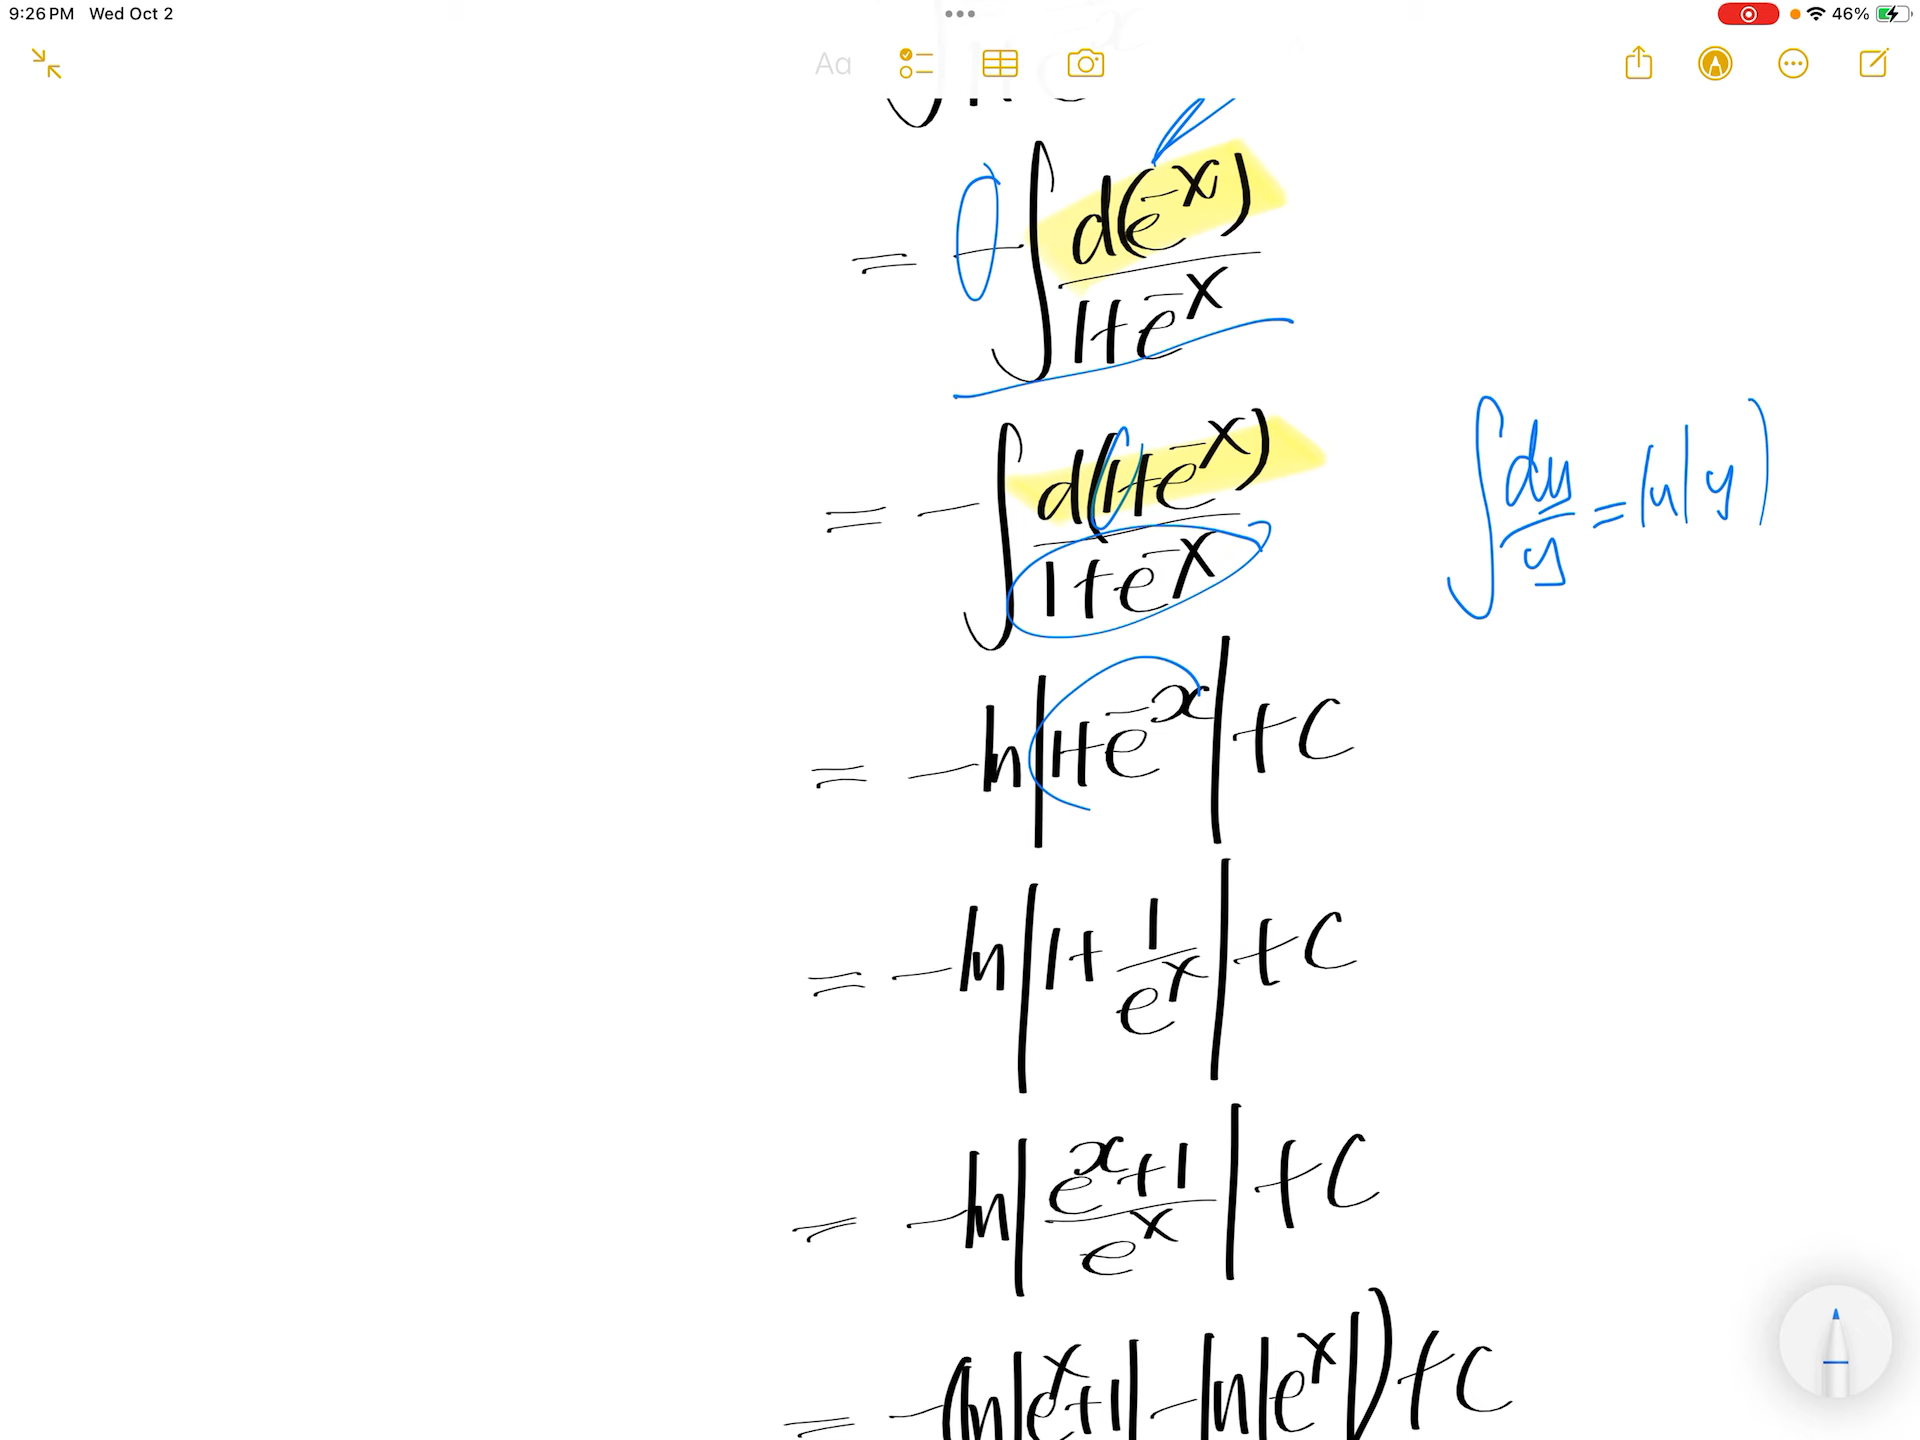 9:26 PM Wed Oct 2
46%
Aa
= -∫ d(e^-x) / 1+e^-x
= -∫ d(1+e^-x) / 1+e^-x
∫ dy / y = ln|y|
= -ln|1+e^-x| + C
= -ln|1 + 1/e^x| + C
= -ln|e^x+1 / e^x| + C
= -(ln|e^x+1| - ln|e^x|) + C